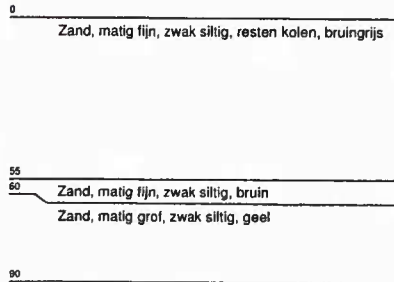 0
Zand, matig fijn, zwak siltig, resten kolen, bruingrijs
55
60
Zand, matig fijn, zwak siltig, bruin
Zand, matig grof, zwak siltig, geel
90